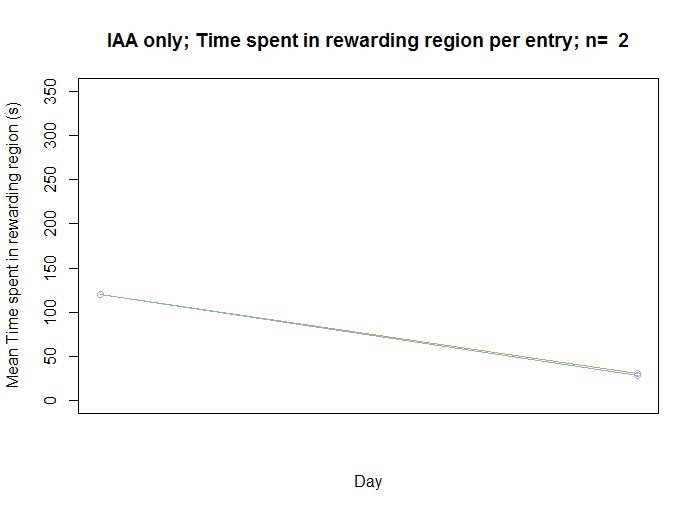 IAA only; Time spent in rewarding region per entry; n=  2
Mean Time spent in rewarding region (s)
350
300
250
200
150
100
50
0
Day